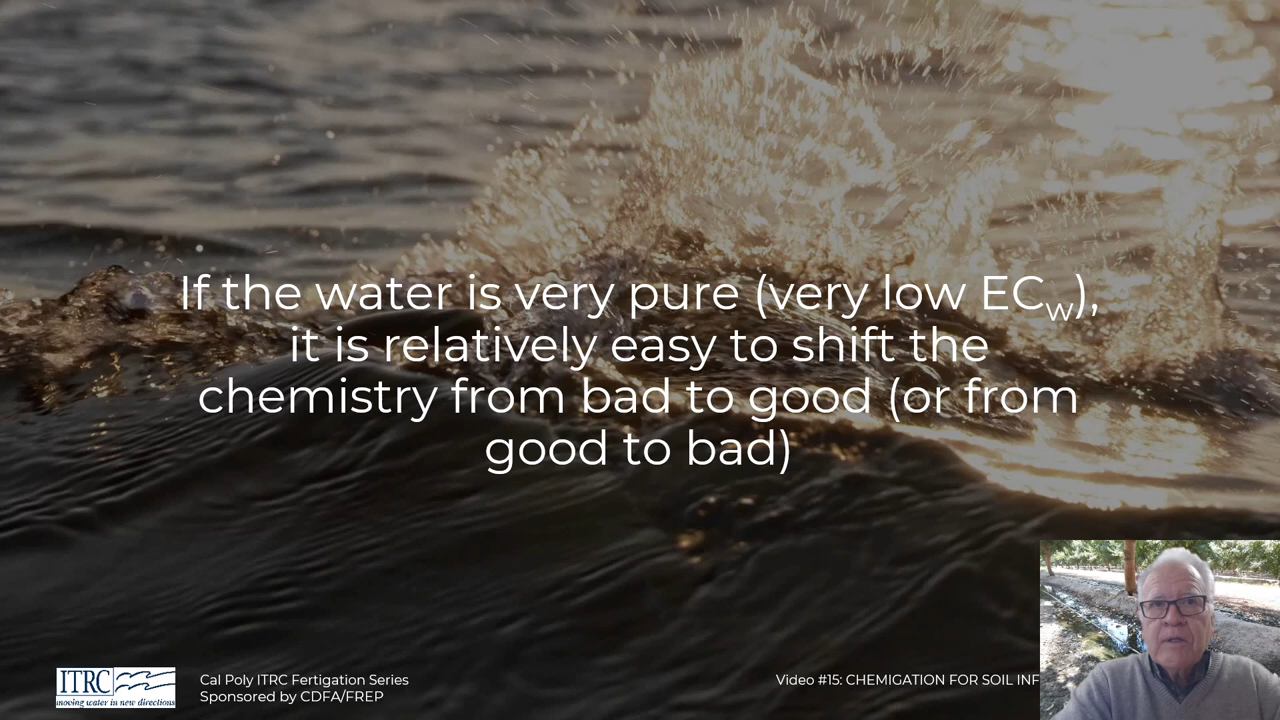 If the water is very pure (very low ECw),
it is relatively easy to shift the
chemistry from bad to good (or from
good to bad)
ITRC
moving water in new directions
Cal Poly ITRC Fertigation Series
Sponsored by CDFA/FREP
Video #15: CHEMIGATION FOR SOIL INF